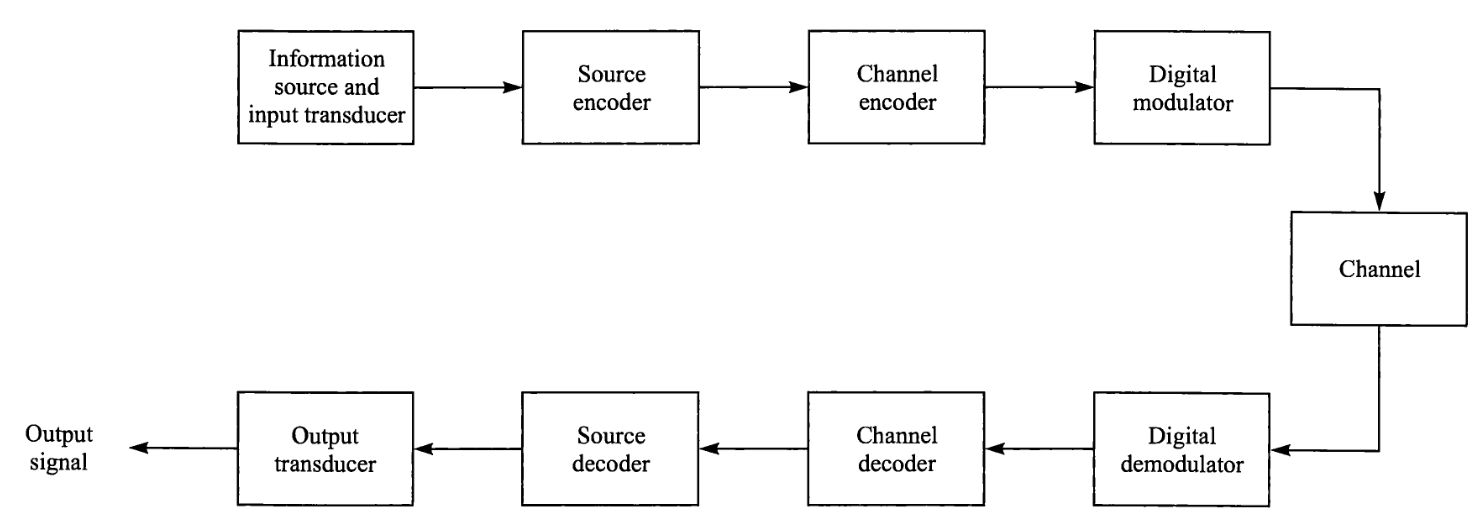 Information
source and
input transducer
Source
encoder
Channel
encoder
Digital
modulator
Channel
Output
signal
Output
transducer
Source
decoder
Channel
decoder
Digital
demodulator